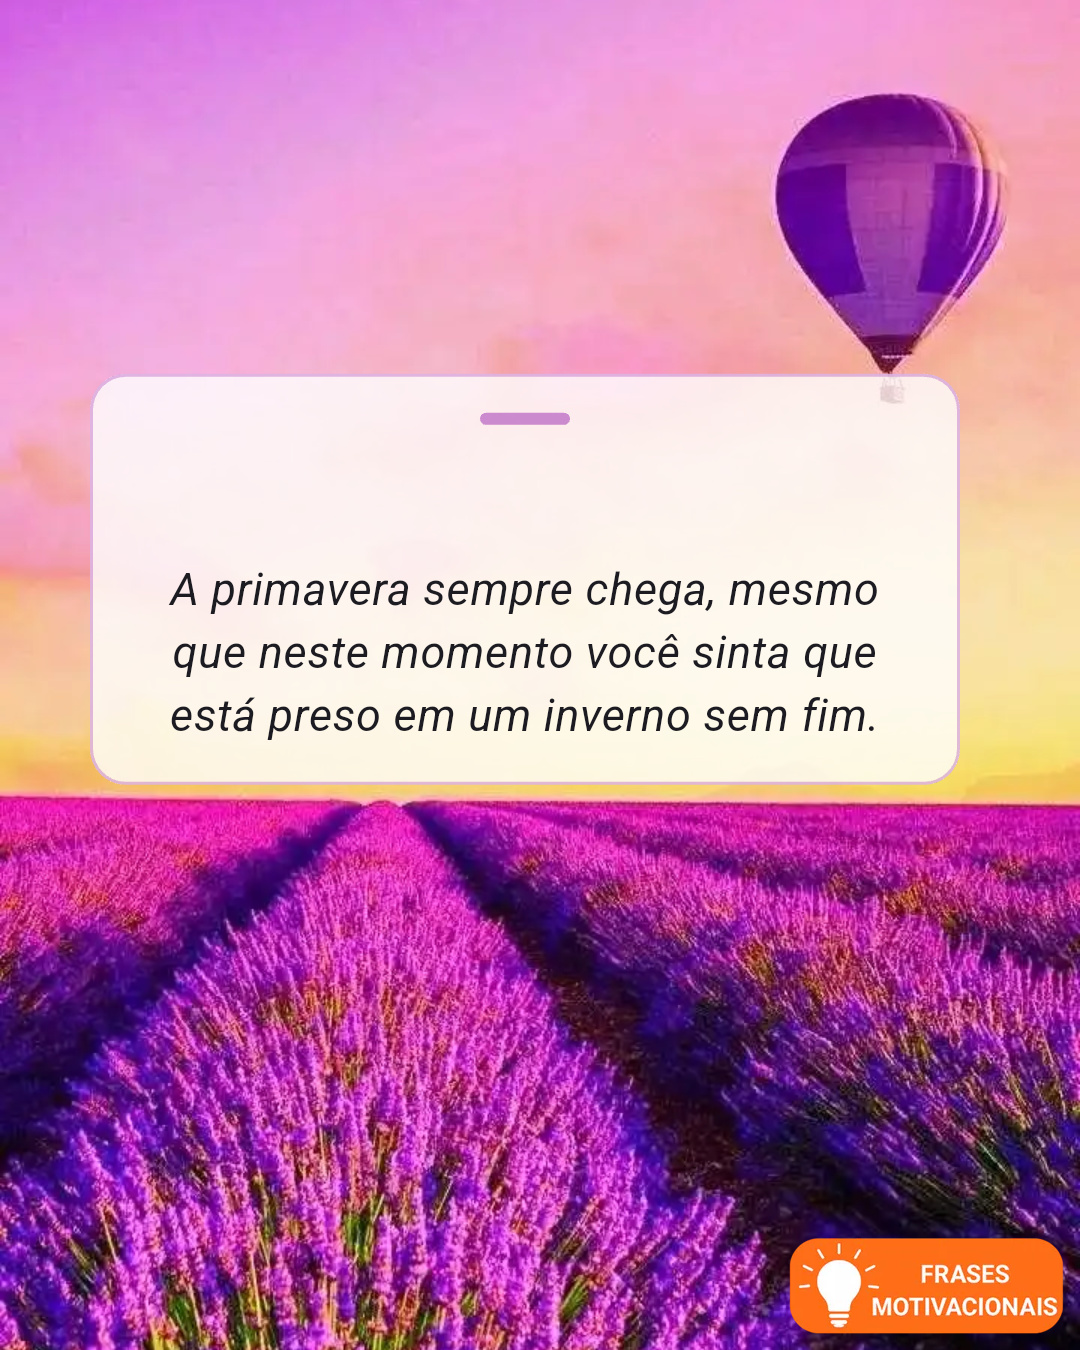 A primavera sempre chega, mesmo
que neste momento você sinta que
está preso em um inverno sem fim.
FRASES
MOTIVACIONAIS